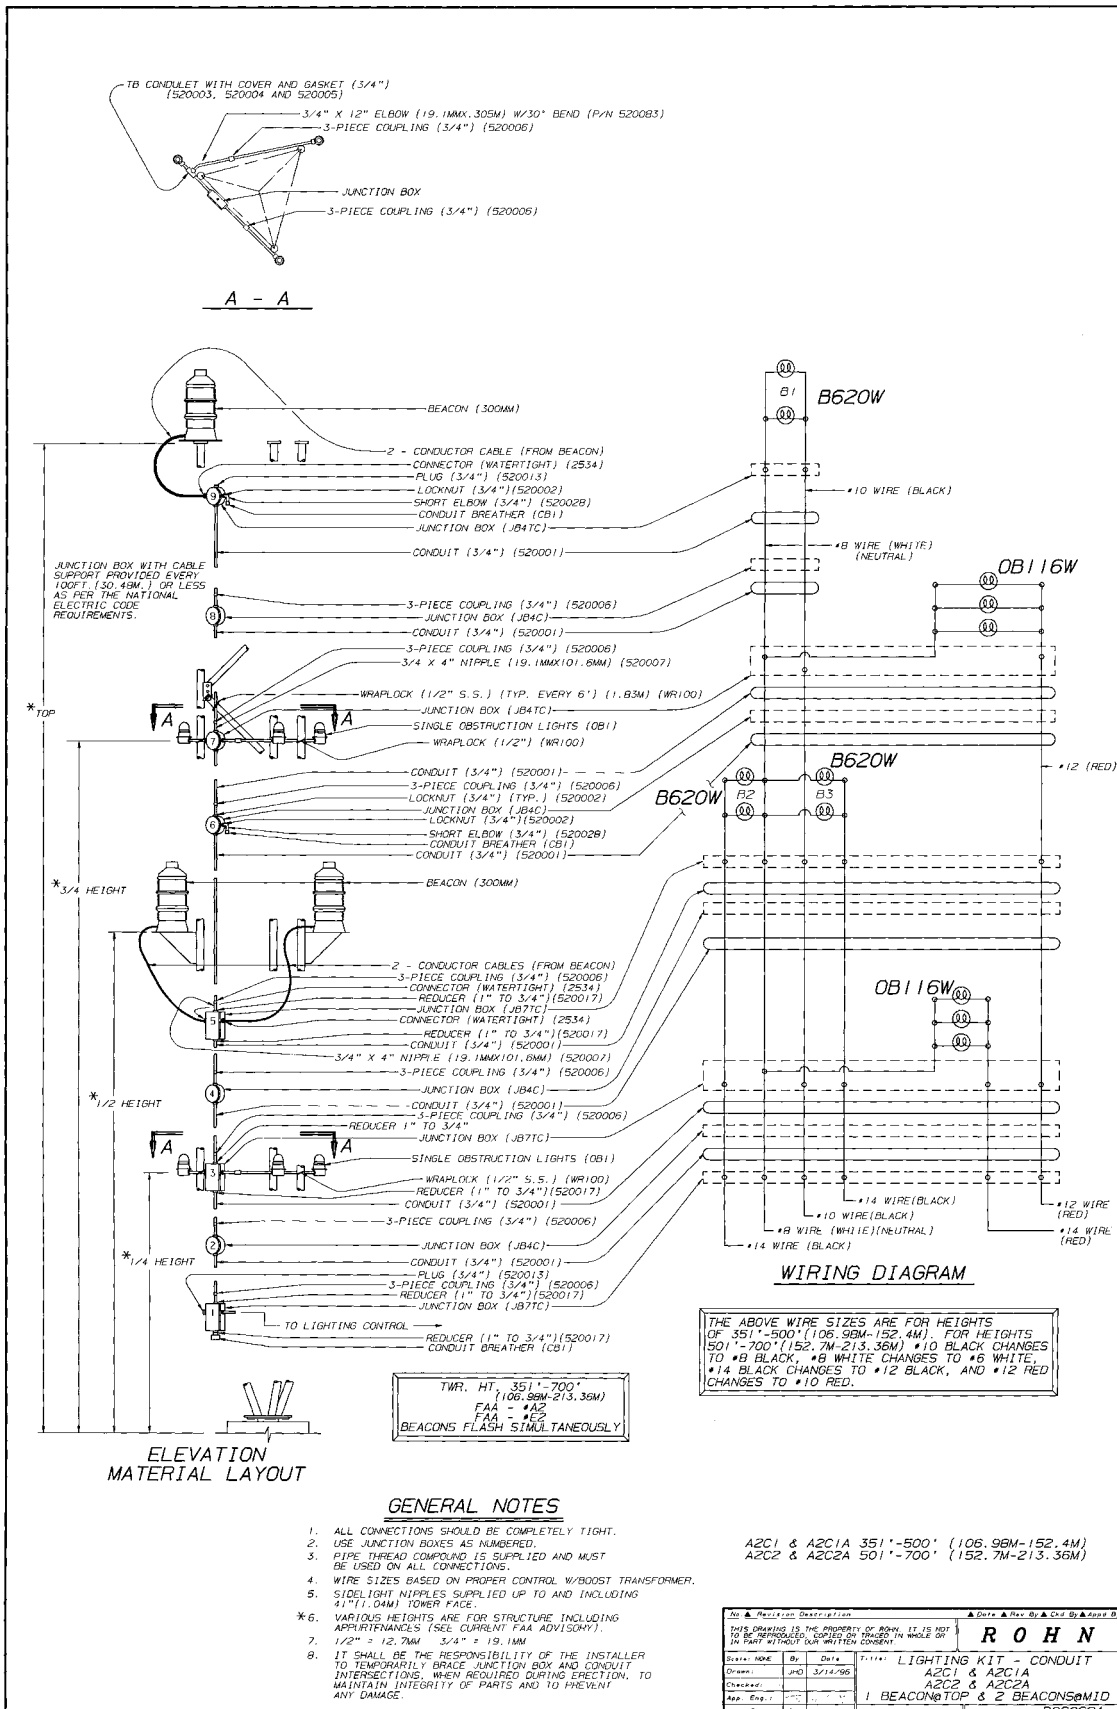 TB CONDULET WITH COVER AND GASKET (3/4")
(520003, 520004 AND 520005)
3/4" X 12" ELBOW (19.1MMX.305M) W/30° BEND (P/N 520083)
3-PIECE COUPLING (3/4") (520006)
JUNCTION BOX
3-PIECE COUPLING (3/4") (520006)
A - A
BEACON (300MM)
2 - CONDUCTOR CABLE (FROM BEACON)
CONNECTOR (WATERTIGHT) (2534)
PLUG (3/4") (520013)
LOCKNUT (3/4") (520002)
SHORT ELBOW (3/4") (520028)
CONDUIT BREATHER (CB1)
JUNCTION BOX (JB4TC)
CONDUIT (3/4") (520001)
9
JUNCTION BOX WITH CABLE
SUPPORT PROVIDED EVERY
100FT. (30.48M.) OR LESS
AS PER THE NATIONAL
ELECTRIC CODE
REQUIREMENTS.
3-PIECE COUPLING (3/4") (520006)
8
JUNCTION BOX (JB4C)
CONDUIT (3/4") (520001)
3-PIECE COUPLING (3/4") (520006)
3/4 X 4" NIPPLE (19.1MMX101.6MM) (520007)
WRAPLOCK (1/2" S.S.) (TYP. EVERY 6') (1.83M) (WR100)
JUNCTION BOX (JB4TC)
A
A
SINGLE OBSTRUCTION LIGHTS (OB1)
7
WRAPLOCK (1/2") (WR100)
*TOP
CONDUIT (3/4") (520001)
3-PIECE COUPLING (3/4") (520006)
LOCKNUT (3/4") (TYP.) (520002)
JUNCTION BOX (JB4C)
6
LOCKNUT (3/4") (520002)
SHORT ELBOW (3/4") (520028)
CONDUIT BREATHER (CB1)
CONDUIT (3/4") (520001)
*3/4 HEIGHT
BEACON (300MM)
2 - CONDUCTOR CABLES (FROM BEACON)
3-PIECE COUPLING (3/4") (520006)
CONNECTOR (WATERTIGHT) (2534)
REDUCER (1" TO 3/4") (520017)
JUNCTION BOX (JB7TC)
5
CONNECTOR (WATERTIGHT) (2534)
REDUCER (1" TO 3/4") (520017)
CONDUIT (3/4") (520001)
3/4" X 4" NIPPLE (19.1MMX101.6MM) (520007)
3-PIECE COUPLING (3/4") (520006)
4
JUNCTION BOX (JB4C)
*1/2 HEIGHT
CONDUIT (3/4") (520001)
3-PIECE COUPLING (3/4") (520006)
REDUCER 1" TO 3/4"
JUNCTION BOX (JB7TC)
A
A
SINGLE OBSTRUCTION LIGHTS (OB1)
3
WRAPLOCK (1/2" S.S.) (WR100)
REDUCER (1" TO 3/4") (520017)
CONDUIT (3/4") (520001)
3-PIECE COUPLING (3/4") (520006)
2
JUNCTION BOX (JB4C)
*1/4 HEIGHT
CONDUIT (3/4") (520001)
PLUG (3/4") (520013)
3-PIECE COUPLING (3/4") (520006)
REDUCER (1" TO 3/4") (520017)
JUNCTION BOX (JB7TC)
1
TO LIGHTING CONTROL
REDUCER (1" TO 3/4") (520017)
CONDUIT BREATHER (CB1)
TWR. HT. 351'-700'
(106.98M-213.36M)
FAA - #A2
FAA - #E2
BEACONS FLASH SIMULTANEOUSLY
ELEVATION
MATERIAL LAYOUT
B1
B620W
#10 WIRE (BLACK)
#8 WIRE (WHITE)
(NEUTRAL)
OB116W
#12 (RED)
B620W
B620W
B2
B3
OB116W
#14 WIRE (BLACK)
#10 WIRE (BLACK)
#8 WIRE (WHITE) (NEUTRAL)
#14 WIRE (BLACK)
#12 WIRE
(RED)
#14 WIRE
(RED)
WIRING DIAGRAM
THE ABOVE WIRE SIZES ARE FOR HEIGHTS
OF 351'-500' (106.98M-152.4M). FOR HEIGHTS
501'-700' (152.7M-213.36M) #10 BLACK CHANGES
TO #8 BLACK, #8 WHITE CHANGES TO #6 WHITE,
#14 BLACK CHANGES TO #12 BLACK, AND #12 RED
CHANGES TO #10 RED.
GENERAL NOTES
1. ALL CONNECTIONS SHOULD BE COMPLETELY TIGHT.
2. USE JUNCTION BOXES AS NUMBERED.
3. PIPE THREAD COMPOUND IS SUPPLIED AND MUST
BE USED ON ALL CONNECTIONS.
4. WIRE SIZES BASED ON PROPER CONTROL W/BOOST TRANSFORMER.
5. SIDELIGHT NIPPLES SUPPLIED UP TO AND INCLUDING
41" (1.04M) TOWER FACE.
*6. VARIOUS HEIGHTS ARE FOR STRUCTURE INCLUDING
APPURTENANCES (SEE CURRENT FAA ADVISORY).
7. 1/2" = 12.7MM 3/4" = 19.1MM
8. IT SHALL BE THE RESPONSIBILITY OF THE INSTALLER
TO TEMPORARILY BRACE JUNCTION BOX AND CONDUIT
INTERSECTIONS, WHEN REQUIRED DURING ERECTION, TO
MAINTAIN INTEGRITY OF PARTS AND TO PREVENT
ANY DAMAGE.
A2C1 & A2C1A 351'-500' (106.98M-152.4M)
A2C2 & A2C2A 501'-700' (152.7M-213.36M)
No. Revision Description Date Rev By Ckd By Appd B
THIS DRAWING IS THE PROPERTY OF ROHN. IT IS NOT
TO BE REPRODUCED, COPIED OR TRACED IN WHOLE OR
IN PART WITHOUT OUR WRITTEN CONSENT.
ROHN
Scale: NONE By Date
Title: LIGHTING KIT - CONDUIT
Drawn: JHD 3/14/96
A2C1 & A2C1A
Checked:
A2C2 & A2C2A
App. Eng.:
1 BEACON@TOP & 2 BEACONS@MID